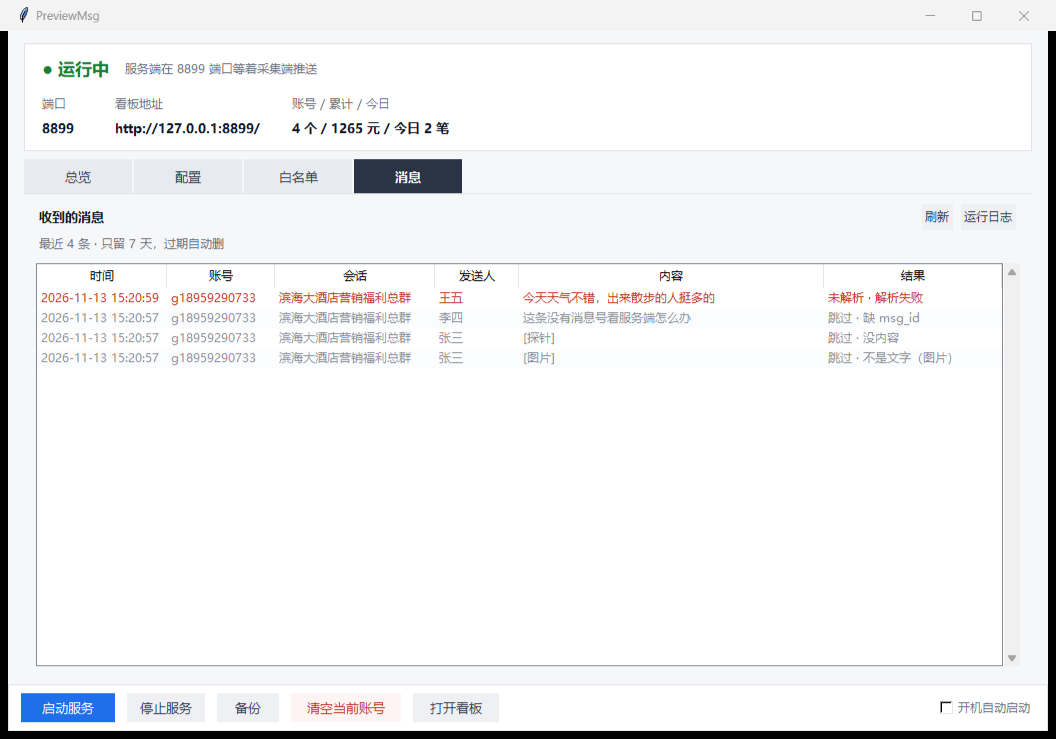 PreviewMsg
● 运行中 服务端在 8899 端口等着采集端推送
端口 看板地址 账号 / 累计 / 今日
8899 http://127.0.0.1:8899/ 4 个 / 1265 元 / 今日 2 笔
总览 配置 白名单 消息
收到的消息 刷新 运行日志
最近 4 条 · 只留 7 天，过期自动删
时间 账号 会话 发送人 内容 结果
2026-11-13 15:20:59 g18959290733 滨海大酒店营销福利总群 王五 今天天气不错，出来散步的人挺多的 未解析 · 解析失败
2026-11-13 15:20:57 g18959290733 滨海大酒店营销福利总群 李四 这条没有消息号看服务端怎么办 跳过 · 缺 msg_id
2026-11-13 15:20:57 g18959290733 滨海大酒店营销福利总群 张三 [探针] 跳过 · 没内容
2026-11-13 15:20:57 g18959290733 滨海大酒店营销福利总群 张三 [图片] 跳过 · 不是文字（图片）
启动服务 停止服务 备份 清空当前账号 打开看板 开机自动启动